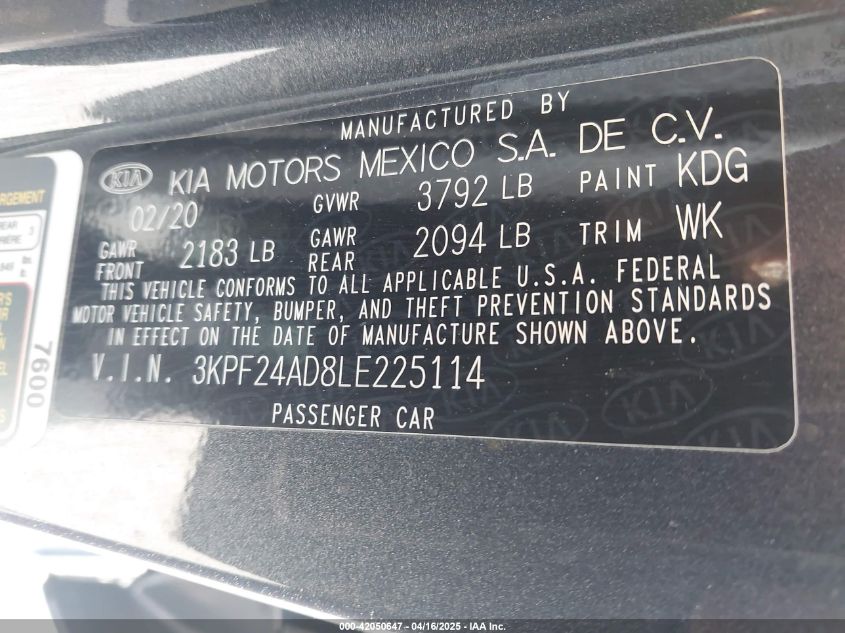 MANUFACTURED BY
KIA KIA MOTORS MEXICO S.A. DE C.V.
02/20 GVWR 3792 LB PAINT KDG
GAWR FRONT 2183 LB GAWR REAR 2094 LB TRIM WK
THIS VEHICLE CONFORMS TO ALL APPLICABLE U.S.A. FEDERAL
MOTOR VEHICLE SAFETY, BUMPER, AND THEFT PREVENTION STANDARDS
IN EFFECT ON THE DATE OF MANUFACTURE SHOWN ABOVE.
V.I.N. 3KPF24AD8LE225114
PASSENGER CAR
7600
000-42050647 - 04/16/2025 - IAA Inc.